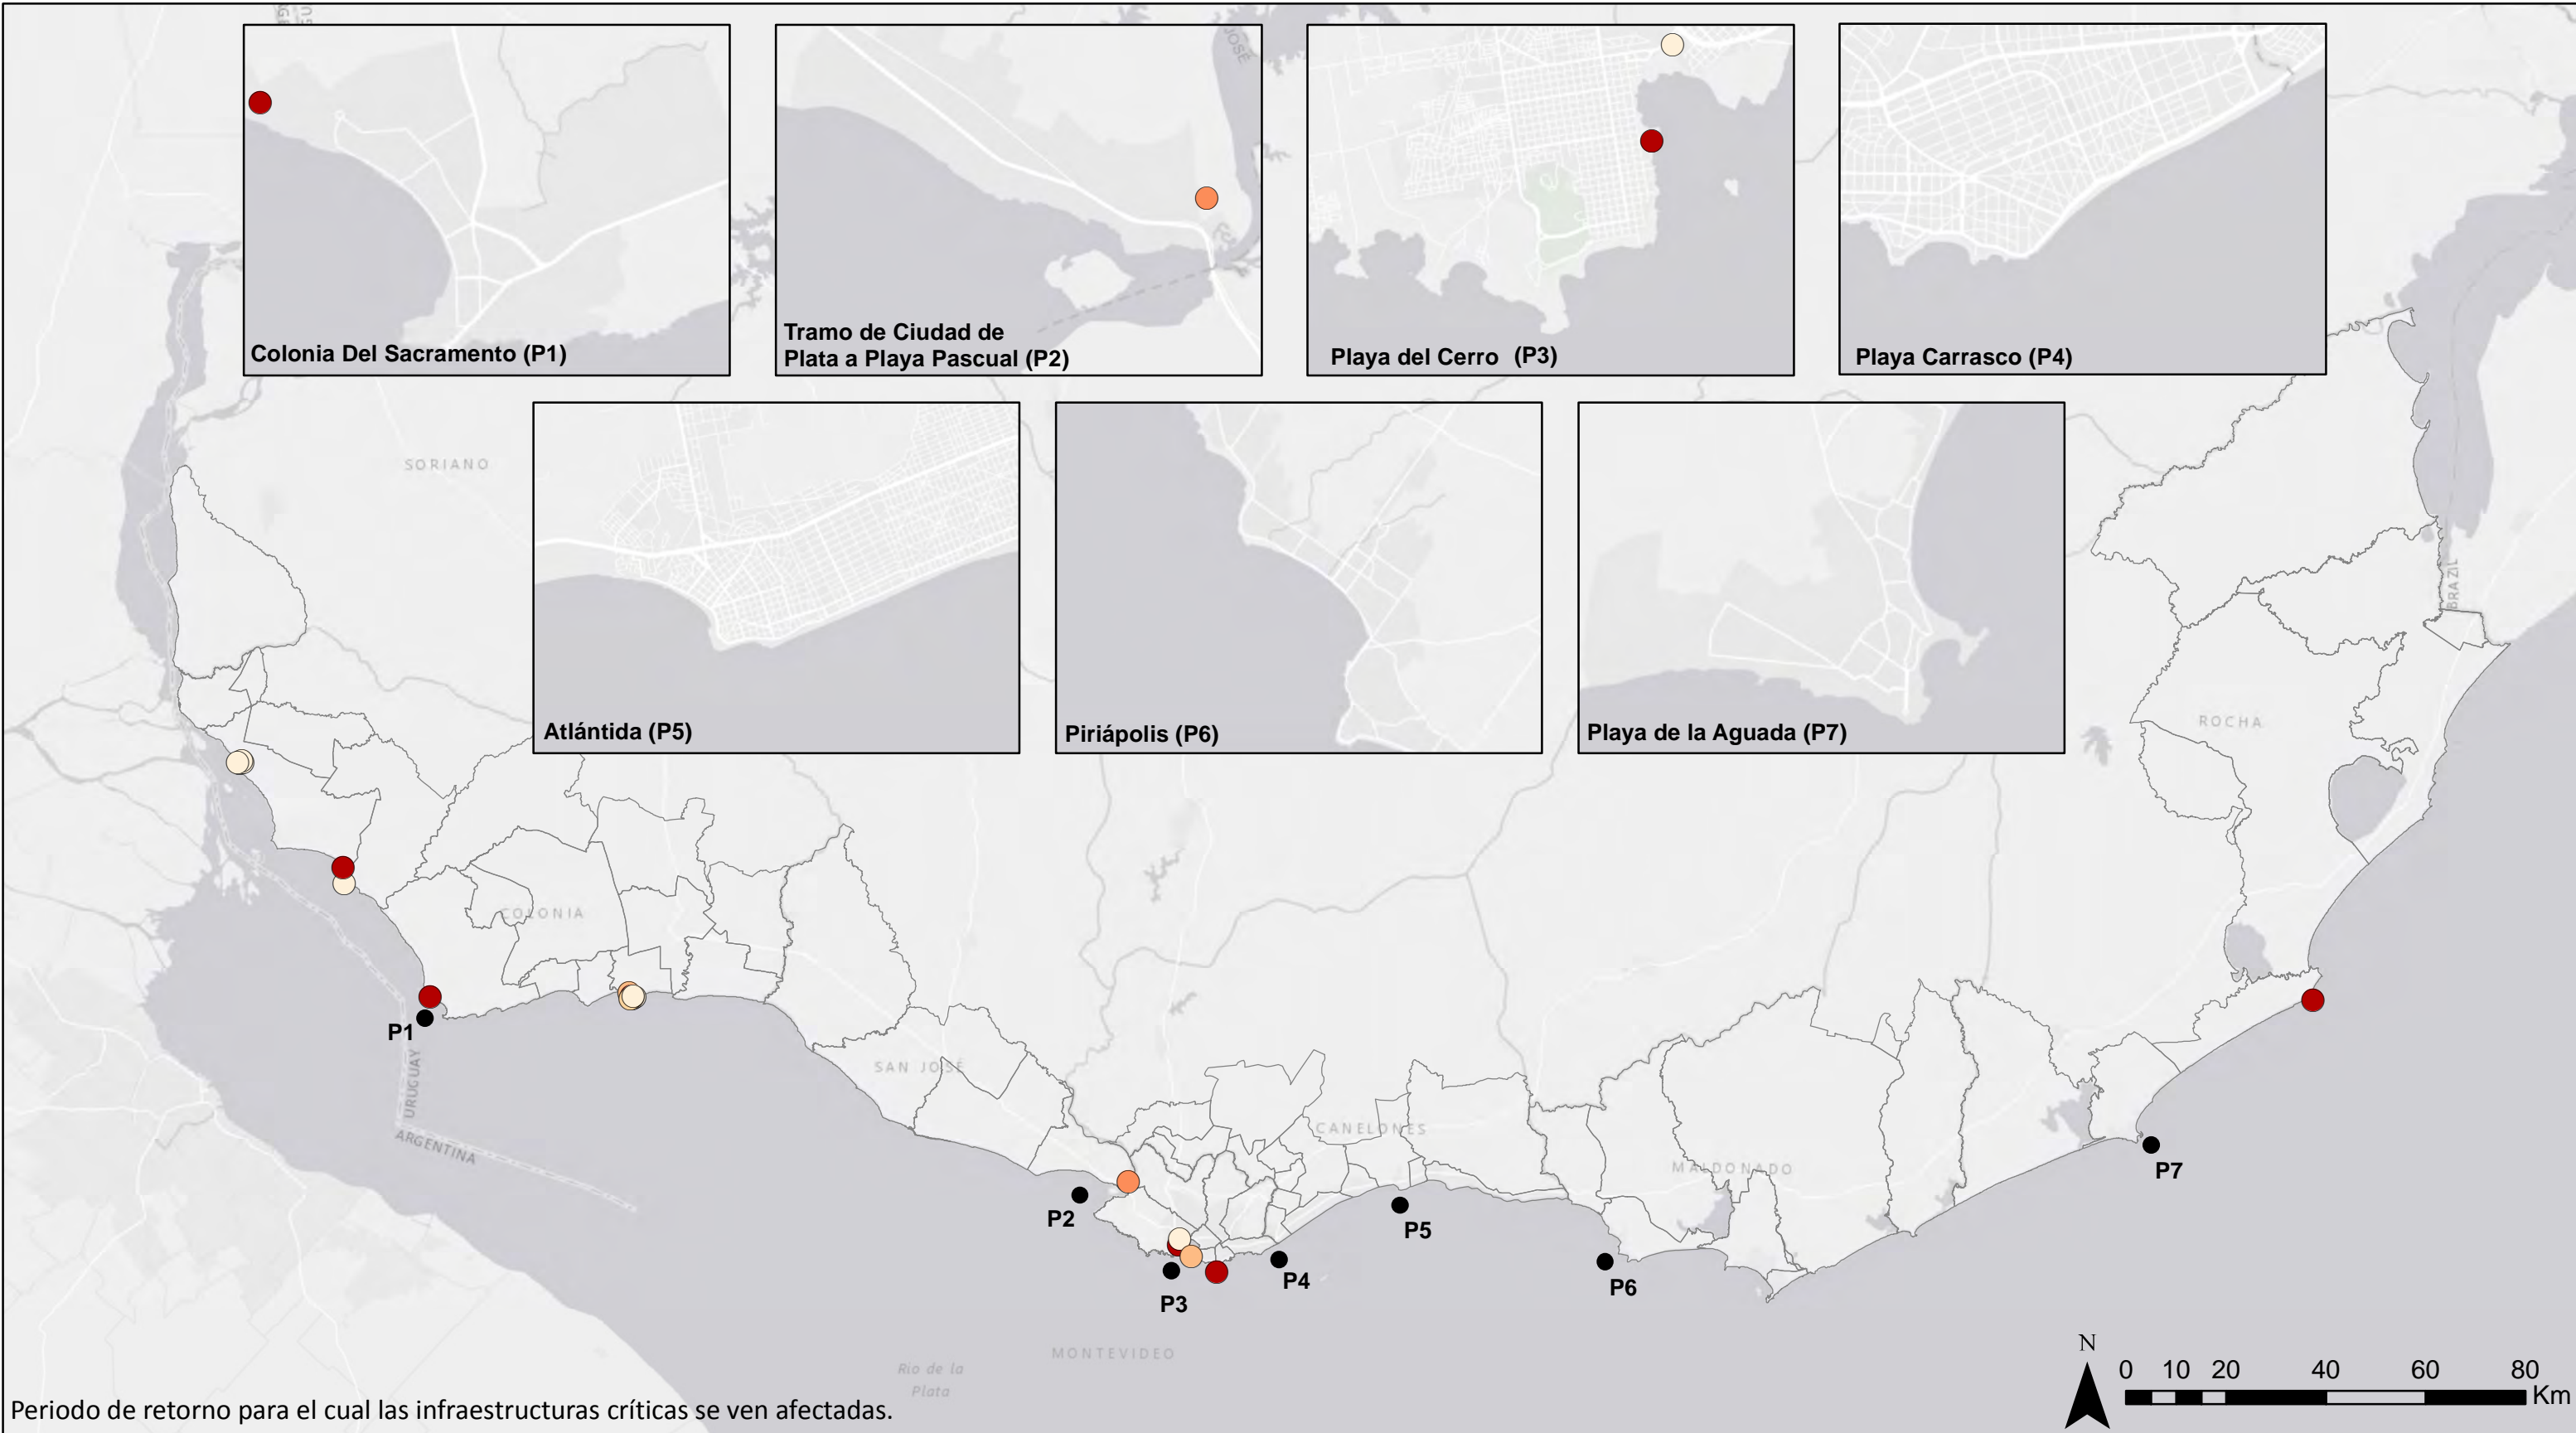 Colonia Del Sacramento (P1)
Tramo de Ciudad de
Plata a Playa Pascual (P2)
Playa del Cerro (P3)
Playa Carrasco (P4)
Atlántida (P5)
Piriápolis (P6)
Playa de la Aguada (P7)
SORIANO
BRAZIL
ROCHA
COLONIA
P1
URUGUAY
ARGENTINA
SAN JOSÉ
CANELONES
MALDONADO
P7
P2
P5
P4
P6
P3
MONTEVIDEO
Rio de la
Plata
N
0 10 20 40 60 80
Km
Periodo de retorno para el cual las infraestructuras críticas se ven afectadas.